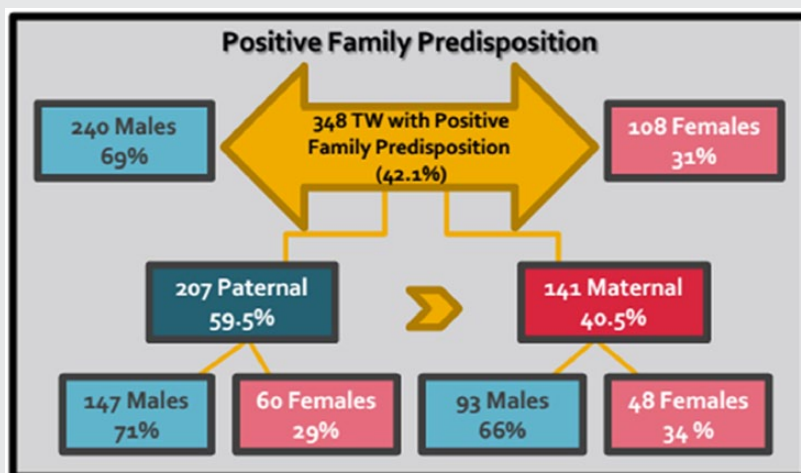 Positive Family Predisposition
240 Males
69%
348 TW with Positive
Family Predisposition
(42.1%)
108 Females
31%
207 Paternal
59.5%
141 Maternal
40.5%
147 Males
71%
60 Females
29%
93 Males
66%
48 Females
34 %